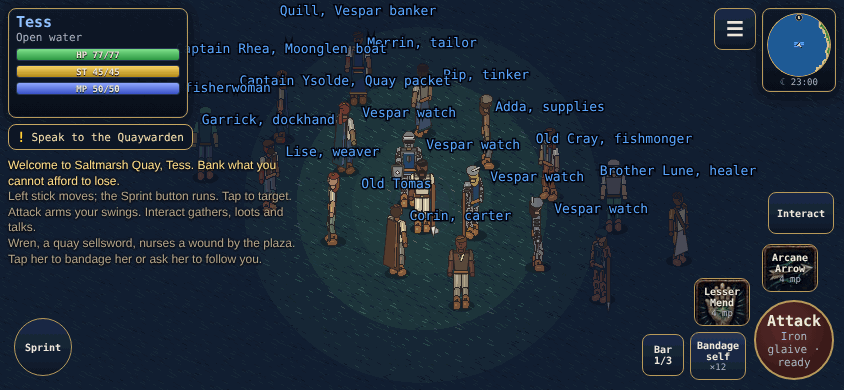 Tess
Open water
HP 77/77
ST 45/45
MP 50/50
! Speak to the Quaywarden
Welcome to Saltmarsh Quay, Tess. Bank what you
cannot afford to lose.
Left stick moves; the Sprint button runs. Tap to target.
Attack arms your swings. Interact gathers, loots and
talks.
Wren, a quay sellsword, nurses a wound by the plaza.
Tap her to bandage her or ask her to follow you.
Quill, Vespar banker
aptain Rhea, Moonglen boat
Merrin, tailor
Captain Ysolde, Quay packet
Pip, tinker
fisherwoman
Garrick, dockhand
Vespar watch
Adda, supplies
Lise, weaver
Vespar watch
Old Cray, fishmonger
Old Tomas
Vespar watch
Brother Lune, healer
Corin, carter
Vespar watch
☰
☾ 23:00
Interact
Arcane
Arrow
4 mp
Lesser
Mend
4 mp
Attack
Iron
glaive ·
ready
Bar
1/3
Bandage
self
×12
Sprint